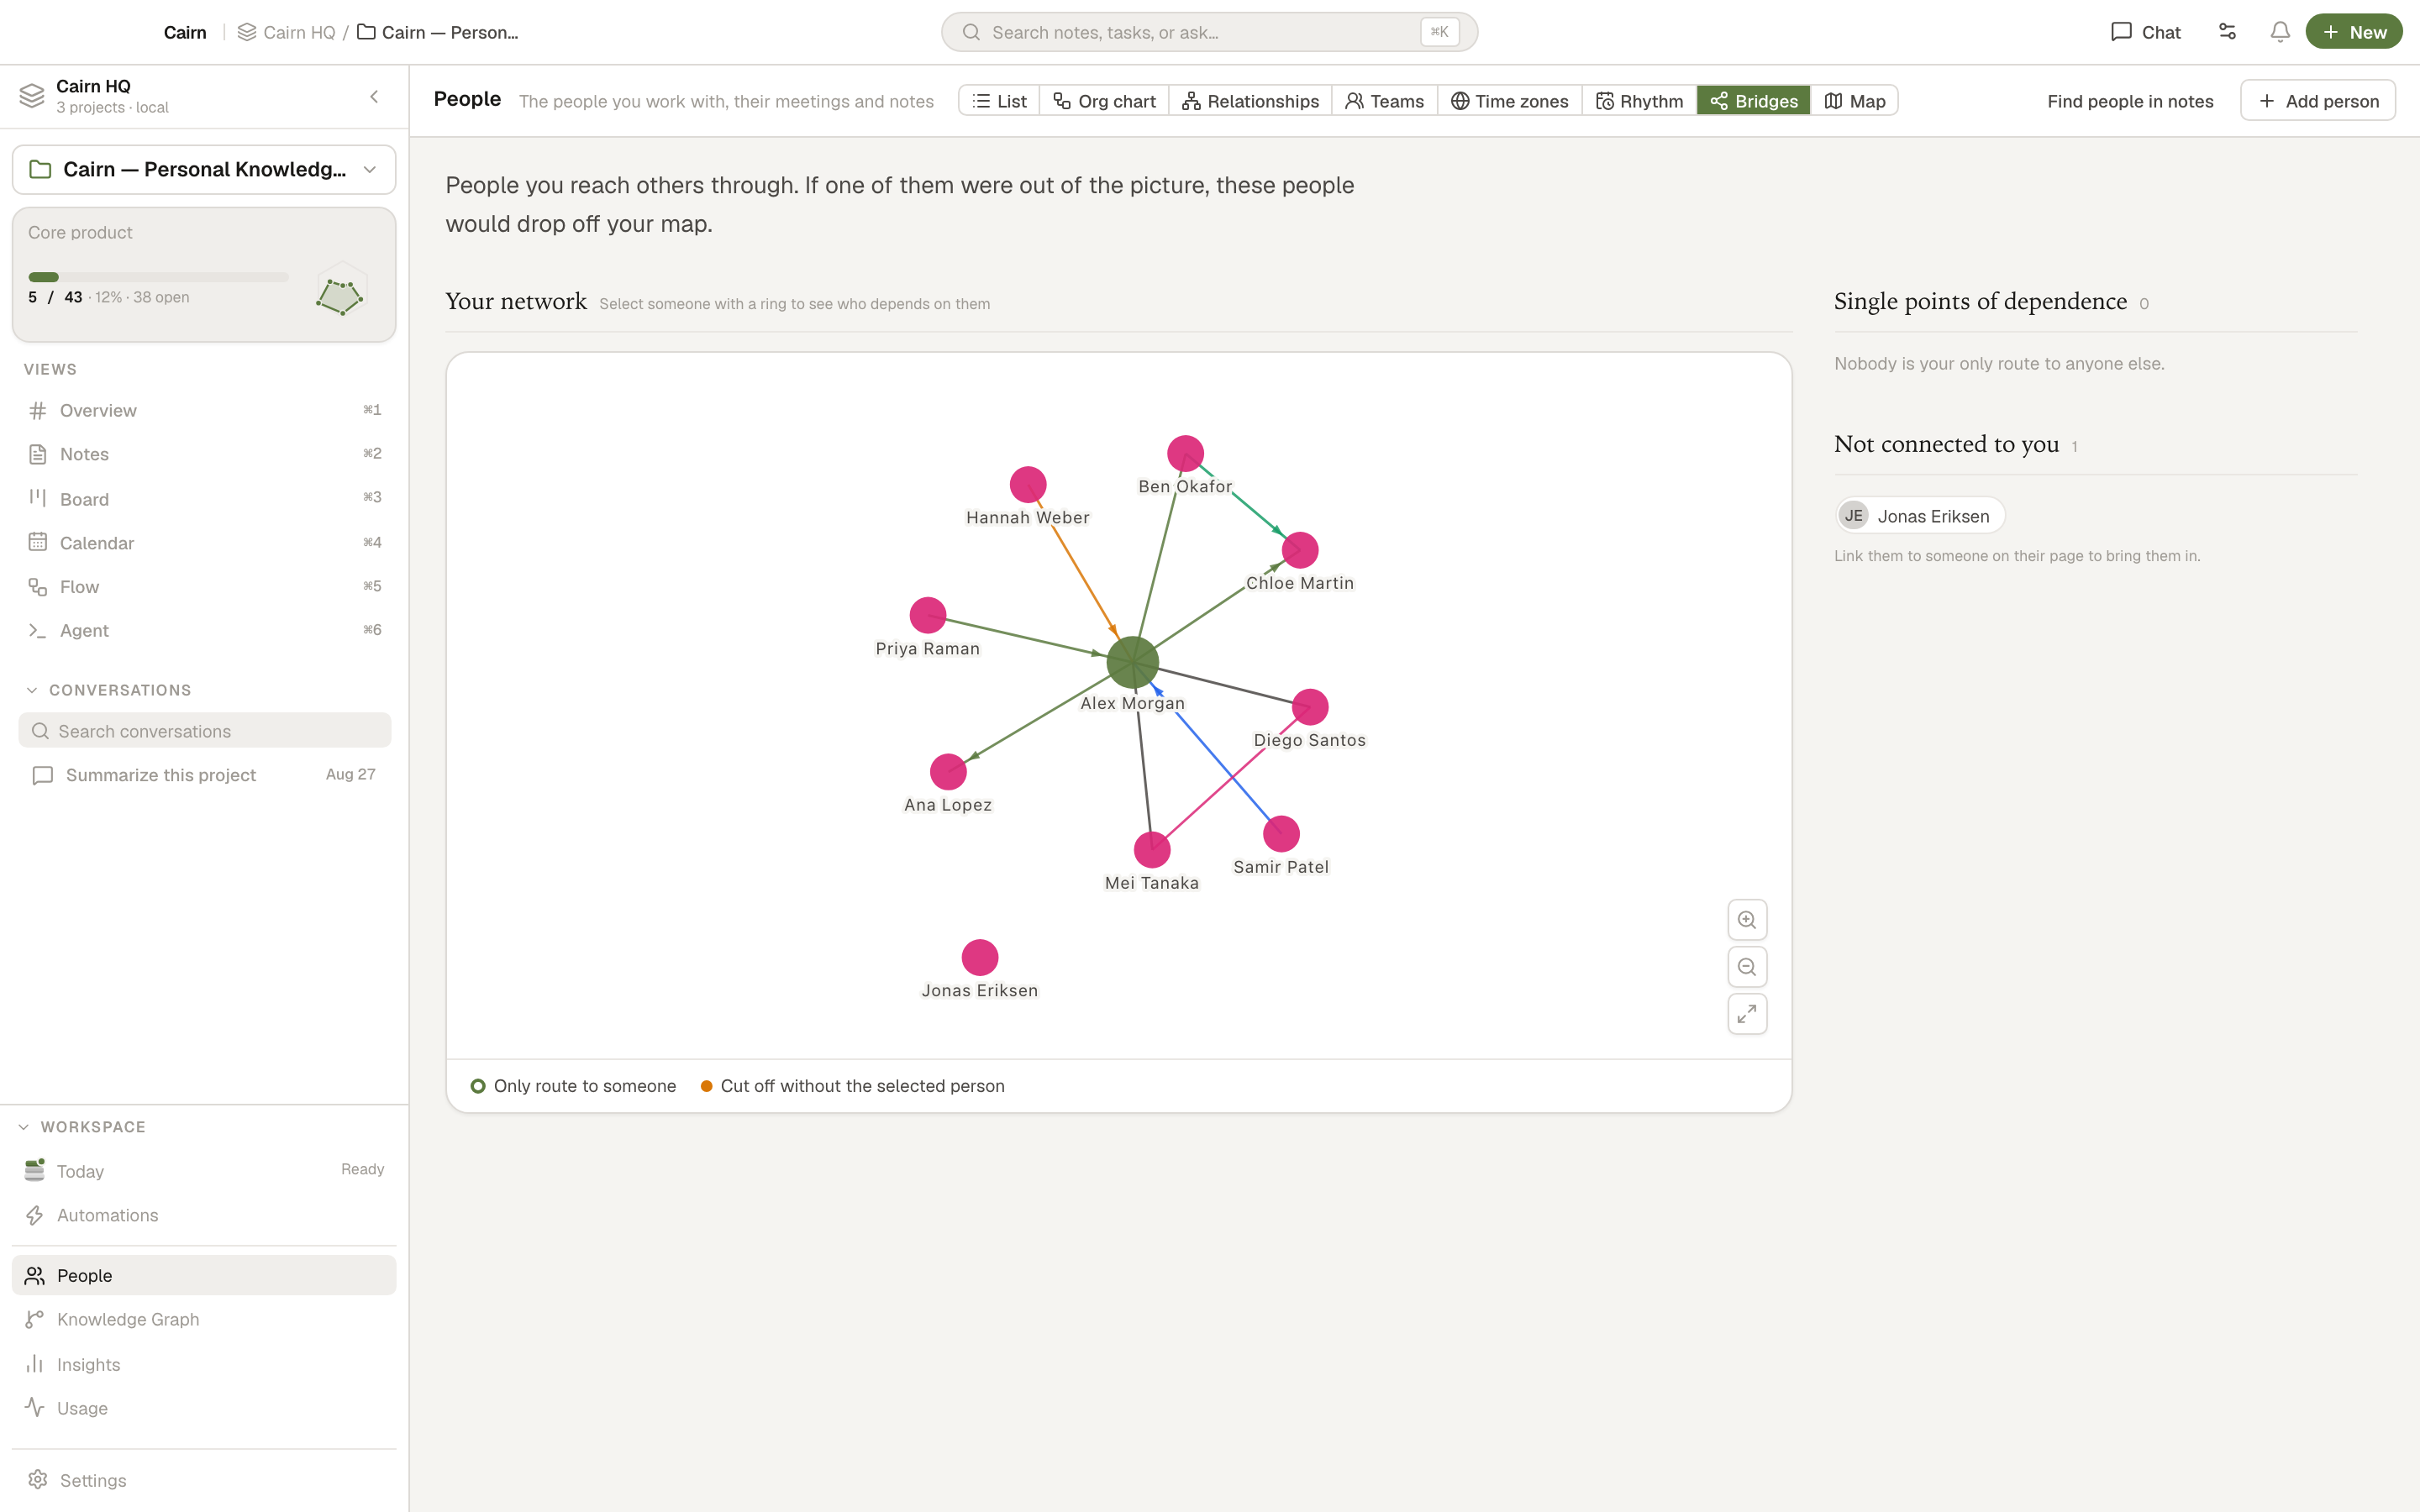 Cairn
Cairn HQ / Cairn — Person...
Search notes, tasks, or ask... ⌘K
Chat
New
Cairn HQ
3 projects · local
Cairn — Personal Knowledg...
Core product
5 / 43 · 12% · 38 open
VIEWS
Overview ⌘1
Notes ⌘2
Board ⌘3
Calendar ⌘4
Flow ⌘5
Agent ⌘6
CONVERSATIONS
Search conversations
Summarize this project Aug 27
WORKSPACE
Today Ready
Automations
People
Knowledge Graph
Insights
Usage
Settings
People The people you work with, their meetings and notes
List
Org chart
Relationships
Teams
Time zones
Rhythm
Bridges
Map
Find people in notes
Add person
People you reach others through. If one of them were out of the picture, these people
would drop off your map.
Your network Select someone with a ring to see who depends on them
Ben Okafor
Hannah Weber
Chloe Martin
Priya Raman
Alex Morgan
Diego Santos
Ana Lopez
Samir Patel
Mei Tanaka
Jonas Eriksen
Only route to someone
Cut off without the selected person
Single points of dependence 0
Nobody is your only route to anyone else.
Not connected to you 1
JE Jonas Eriksen
Link them to someone on their page to bring them in.